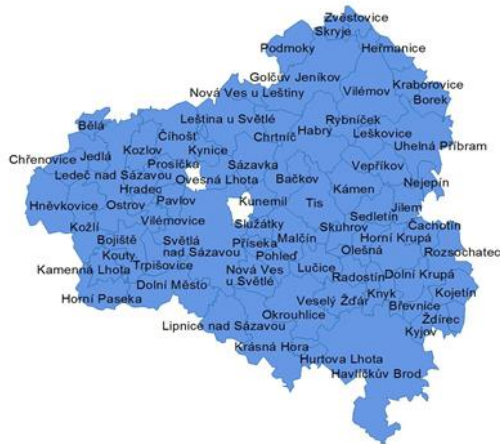 Zvěstovice
Skryje
Podmoky
Heřmanice
Golčův Jeníkov
Kraborovice
Nová Ves u Leštiny
Vilémov
Borek
Leština u Světlé
Rybníček
Bělá
Číhošť
Habry
Leškovice
Kynice
Chrtníč
Uhelná Příbram
Chřenovice
Jedlá
Kozlov
Prosíčka
Sázavka
Vepříkov
Ledeč nad Sázavou
Ovesná Lhota
Bačkov
Nejepín
Hradec
Kámen
Hněvkovice
Ostrov
Pavlov
Kunemil
Tis
Jilem
Vilémovice
Sedletín
Kožlí
Služátky
Skuhrov
Čachotín
Bojiště
Světlá
nad Sázavou
Příseka
Malčín
Horní Krupá
Kouty
Pohleď
Olešná
Rozsochatec
Kamenná Lhota
Trpišovice
Nová Ves
u Světlé
Lučice
Radostín
Dolní Krupá
Horní Paseka
Dolní Město
Veselý Žďár
Knyk
Kojetín
Břevnice
Okrouhlice
Ždírec
Lipnice nad Sázavou
Kyjov
Krásná Hora
Hurtova Lhota
Havlíčkův Brod